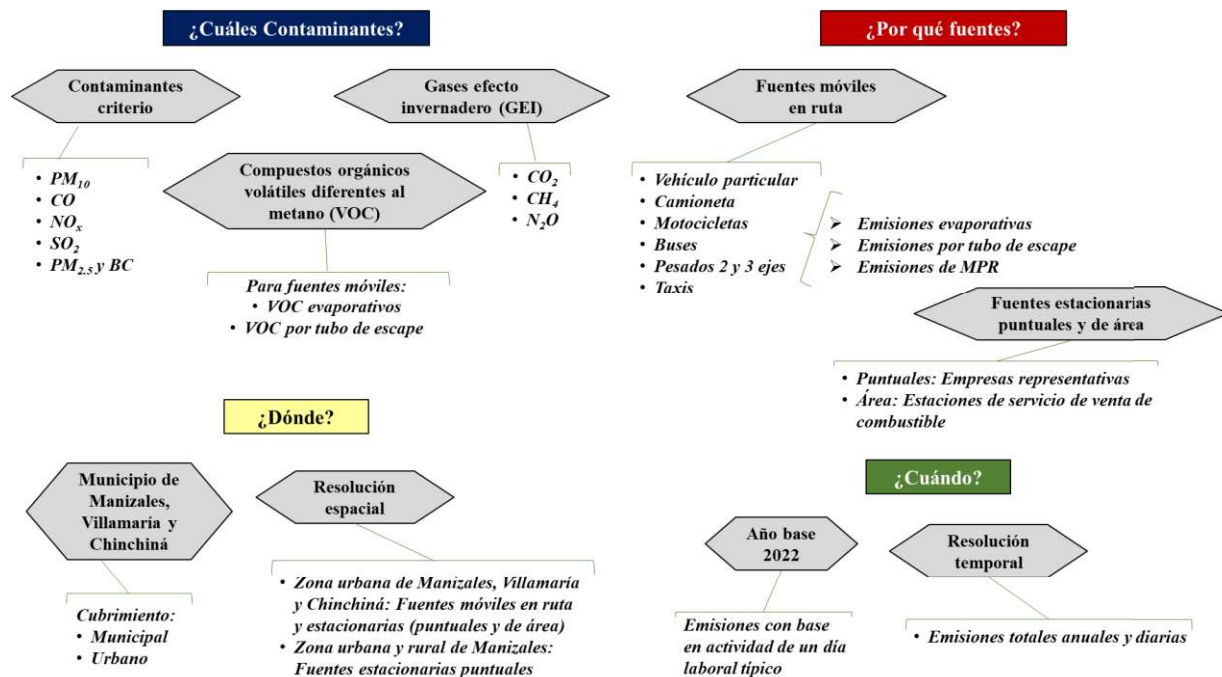 ¿Cuáles Contaminantes?
Contaminantes
criterio
• PM10
• CO
• NOx
• SO2
• PM2.5 y BC
Gases efecto
invernadero (GEI)
• CO2
• CH4
• N2O
Compuestos orgánicos
volátiles diferentes al
metano (VOC)
Para fuentes móviles:
• VOC evaporativos
• VOC por tubo de escape
¿Por qué fuentes?
Fuentes móviles
en ruta
• Vehículo particular
• Camioneta
• Motocicletas
• Buses
• Pesados 2 y 3 ejes
• Taxis
➤ Emisiones evaporativas
➤ Emisiones por tubo de escape
➤ Emisiones de MPR
Fuentes estacionarias
puntuales y de área
• Puntuales: Empresas representativas
• Área: Estaciones de servicio de venta de
combustible
¿Dónde?
Municipio de
Manizales,
Villamaría y
Chinchiná
Cubrimiento:
• Municipal
• Urbano
Resolución
espacial
• Zona urbana de Manizales, Villamaría
y Chinchiná: Fuentes móviles en ruta
y estacionarias (puntuales y de área)
• Zona urbana y rural de Manizales:
Fuentes estacionarias puntuales
¿Cuándo?
Año base
2022
Emisiones con base
en actividad de un día
laboral típico
Resolución
temporal
• Emisiones totales anuales y diarias